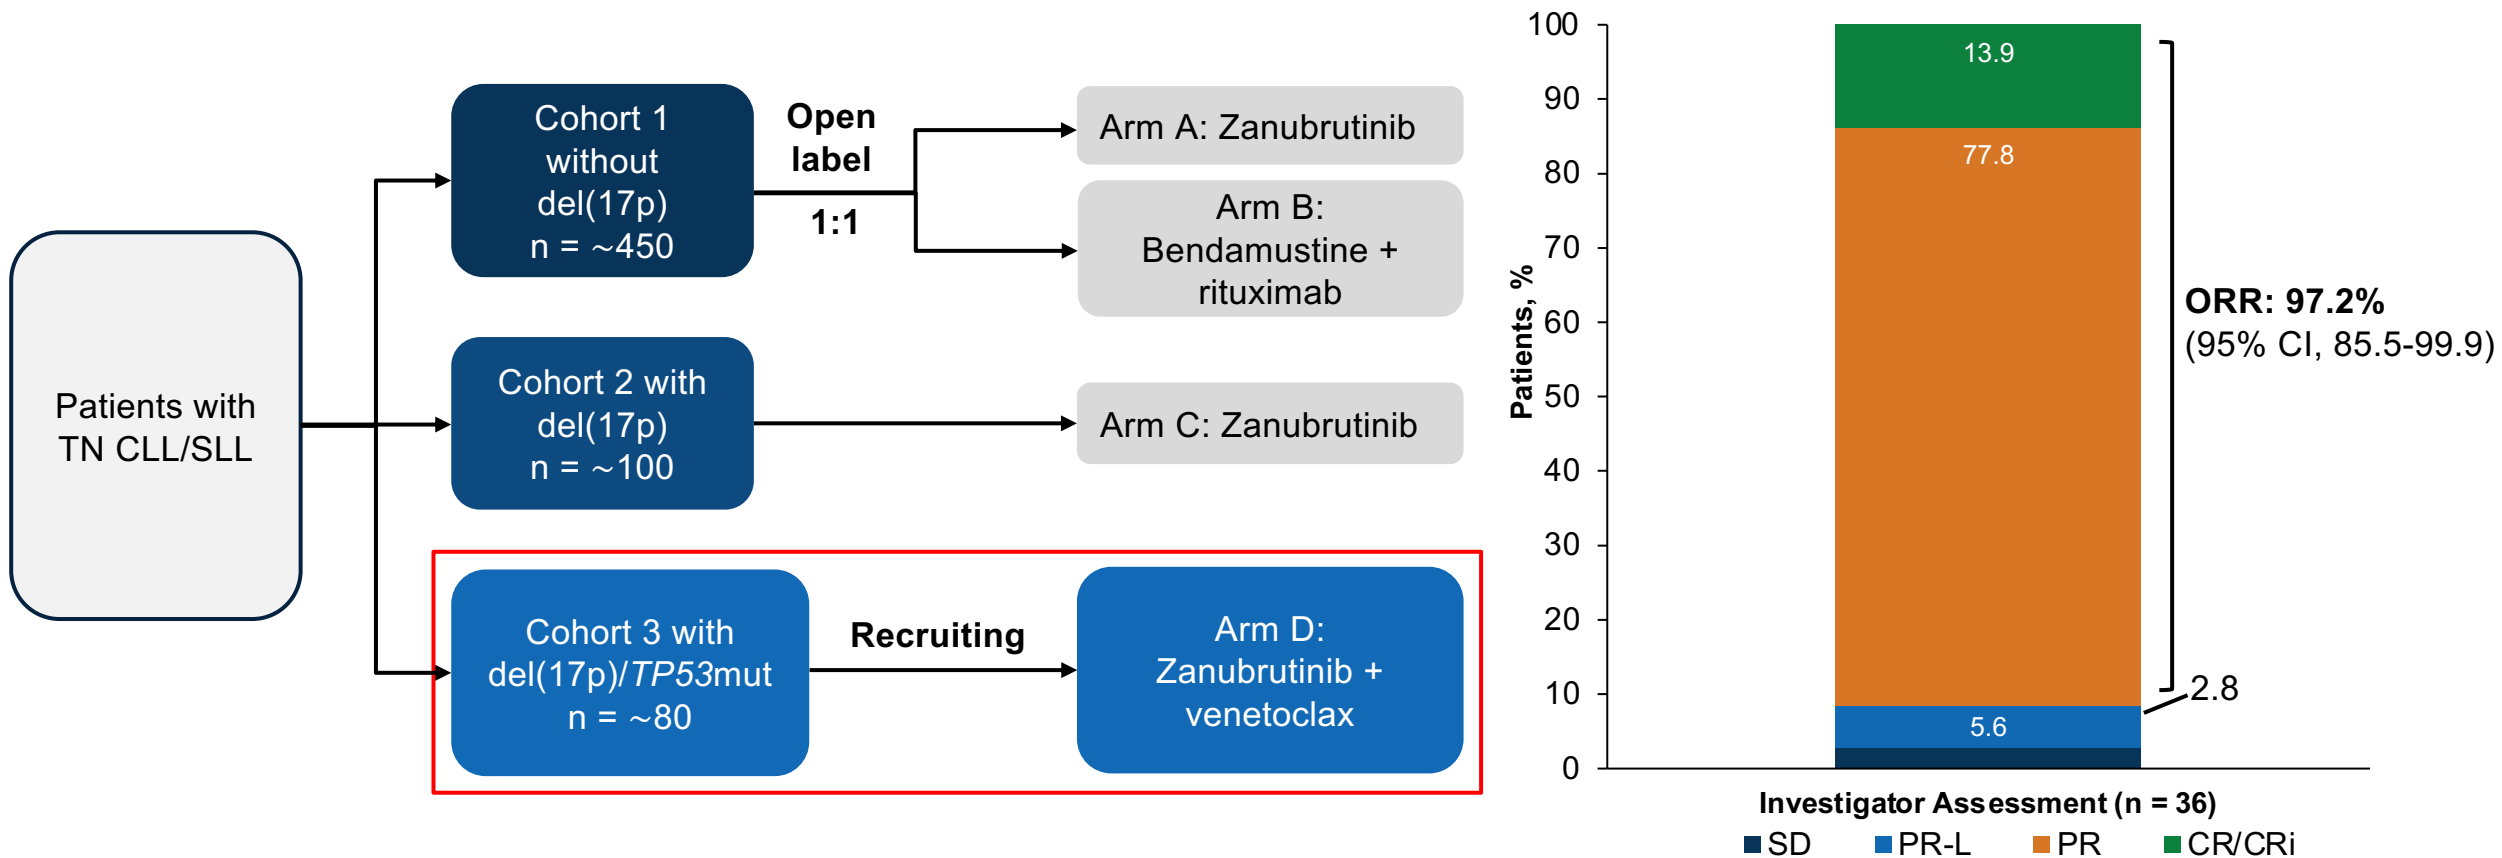 Patients with
TN CLL/SLL
Cohort 1
without
del(17p)
n = ~450
Open
label
1:1
Arm A: Zanubrutinib
Arm B:
Bendamustine +
rituximab
Cohort 2 with
del(17p)
n = ~100
Arm C: Zanubrutinib
Cohort 3 with
del(17p)/TP53mut
n = ~80
Recruiting
Arm D:
Zanubrutinib +
venetoclax
Patients, %
100
90
80
70
60
50
40
30
20
10
0
13.9
77.8
5.6
2.8
ORR: 97.2%
(95% CI, 85.5-99.9)
Investigator Assessment (n = 36)
SD PR-L PR CR/CRi